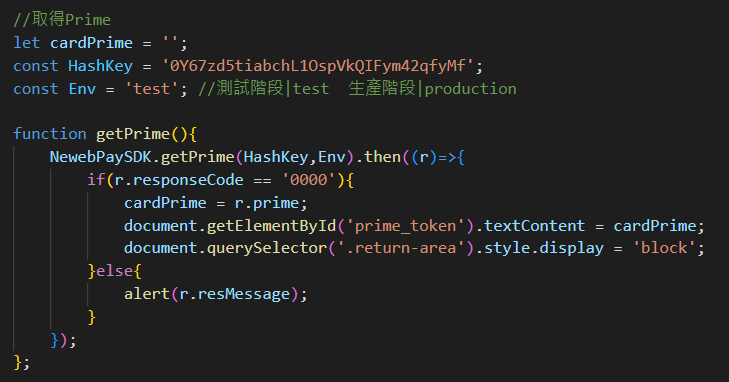 //取得Prime
let cardPrime = '';
const HashKey = '0Y67zd5tiabchL1OspVkQIFym42qfyMf';
const Env = 'test'; //測試階段|test  生產階段|production
function getPrime(){
    NewebPaySDK.getPrime(HashKey,Env).then((r)=>{
        if(r.responseCode == '0000'){
            cardPrime = r.prime;
            document.getElementById('prime_token').textContent = cardPrime;
            document.querySelector('.return-area').style.display = 'block';
        }else{
            alert(r.resMessage);
        }
    });
};